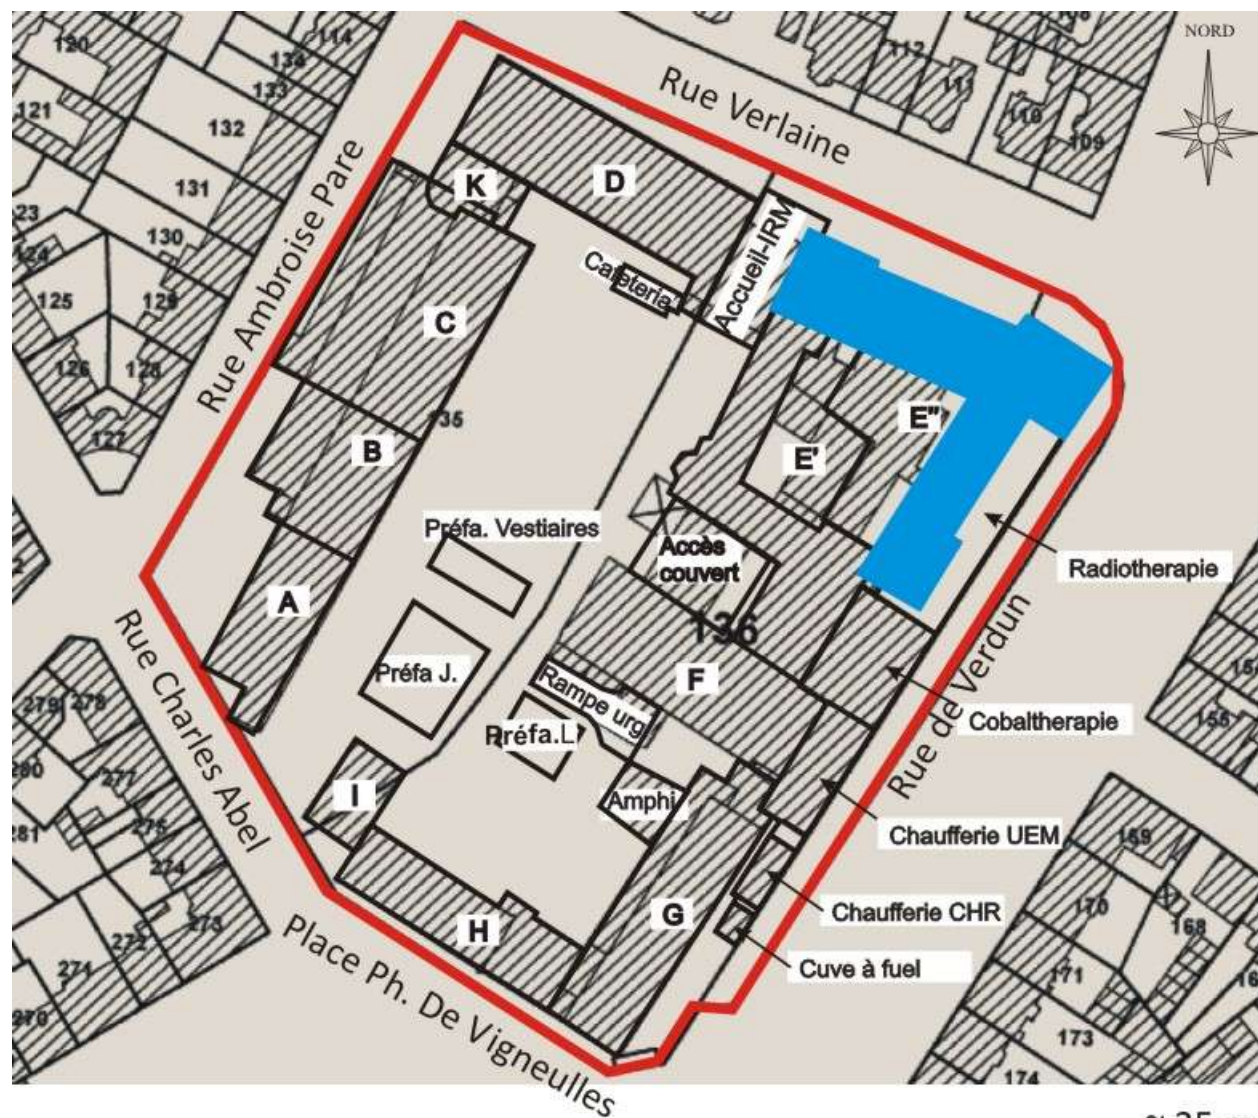 NORD
108
114
120
134
112
133
111
121
132
110
109
Rue Verlaine
131
K
D
23
130
124
Accueil-IRM
Cafeteria
125
129
C
Rue Ambroise Pare
126
128
135
127
B
E"
E'
Préfa. Vestiaires
Accès
couvert
Radiotherapie
A
136
Préfa J.
F
Rampe urg
279
278
Préfa.L
Cobaltherapie
155
Rue Charles Abel
Rue de Verdun
280
277
I
Amphi.
281
275
Chaufferie UEM
169
274
G
Chaufferie CHR
170
168
273
H
272
Cuve à fuel
271
171
Place Ph. De Vigneulles
270
173
174